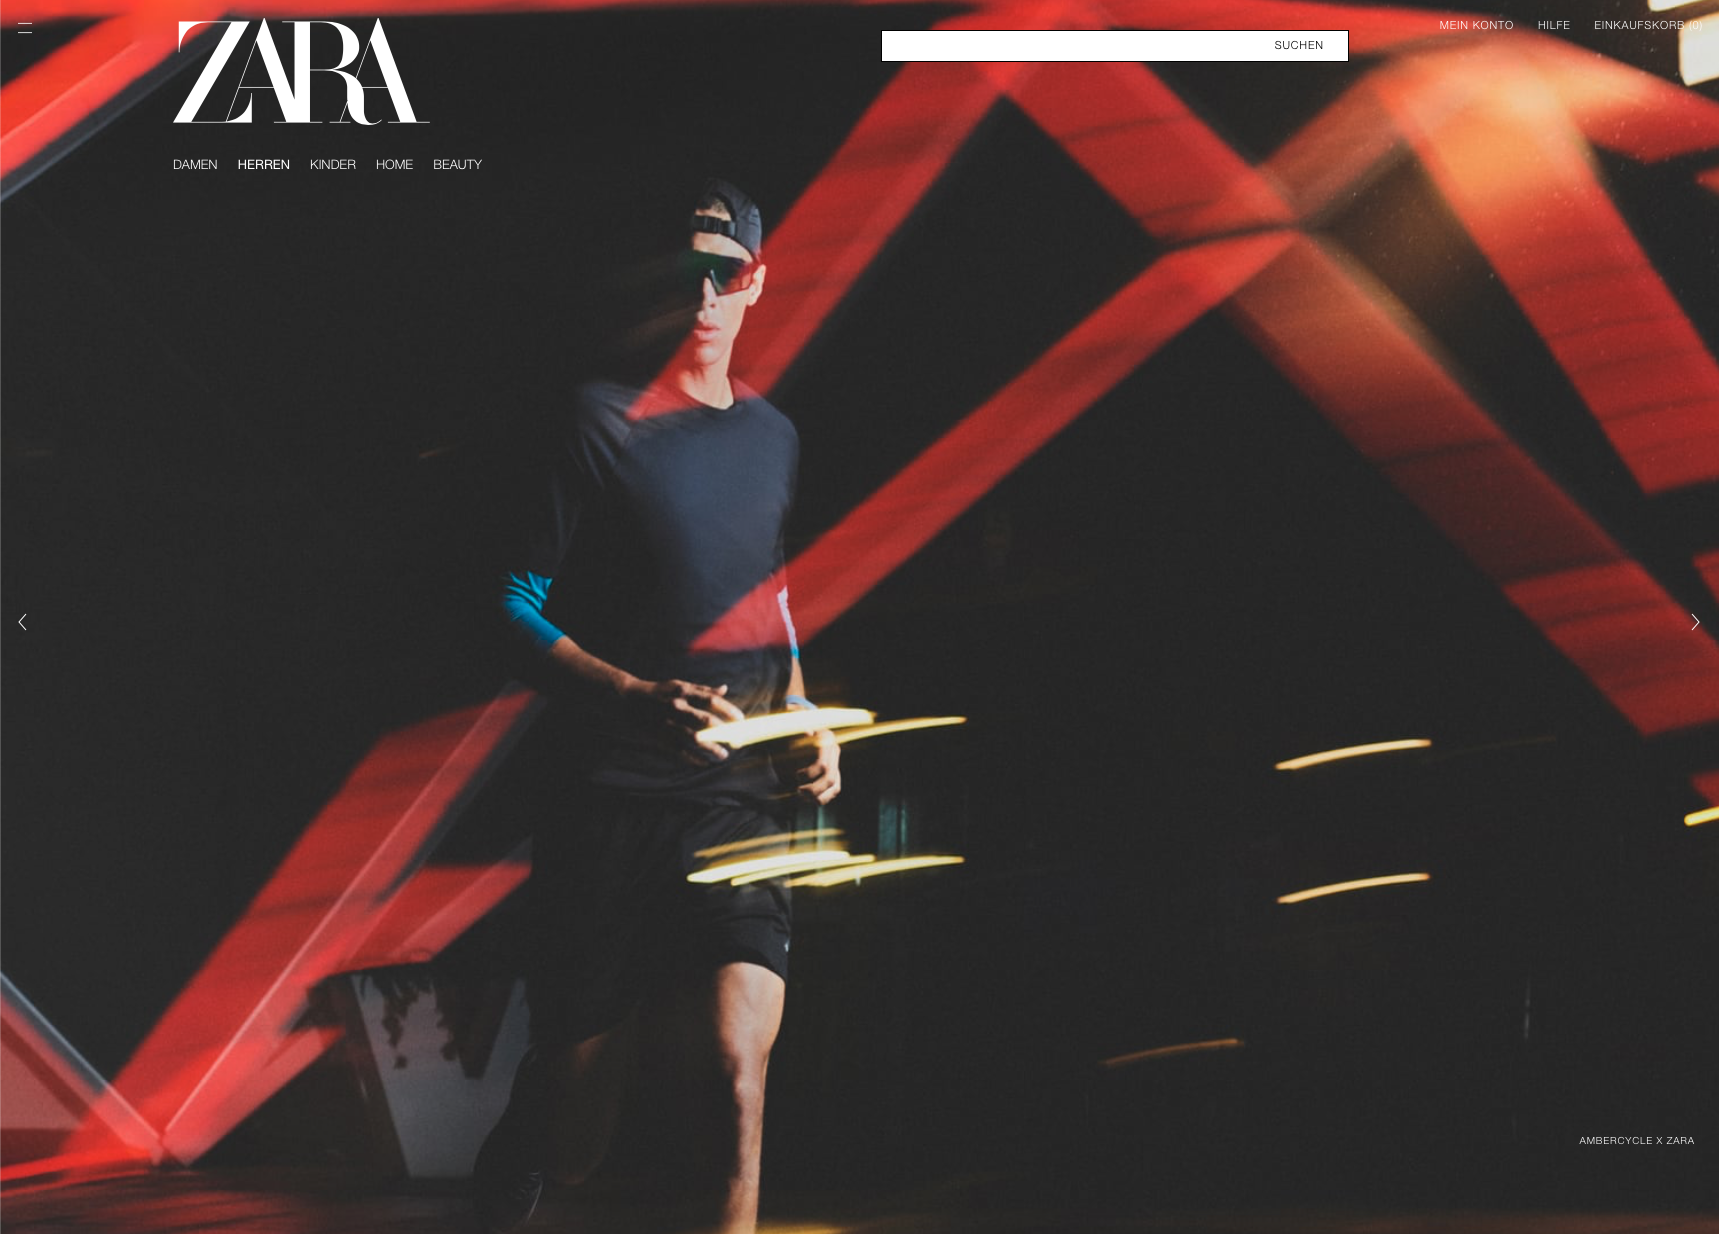 ZARA
SUCHEN
MEIN KONTO HILFE EINKAUFSKORB (0)
DAMEN HERREN KINDER HOME BEAUTY
AMBERCYCLE X ZARA